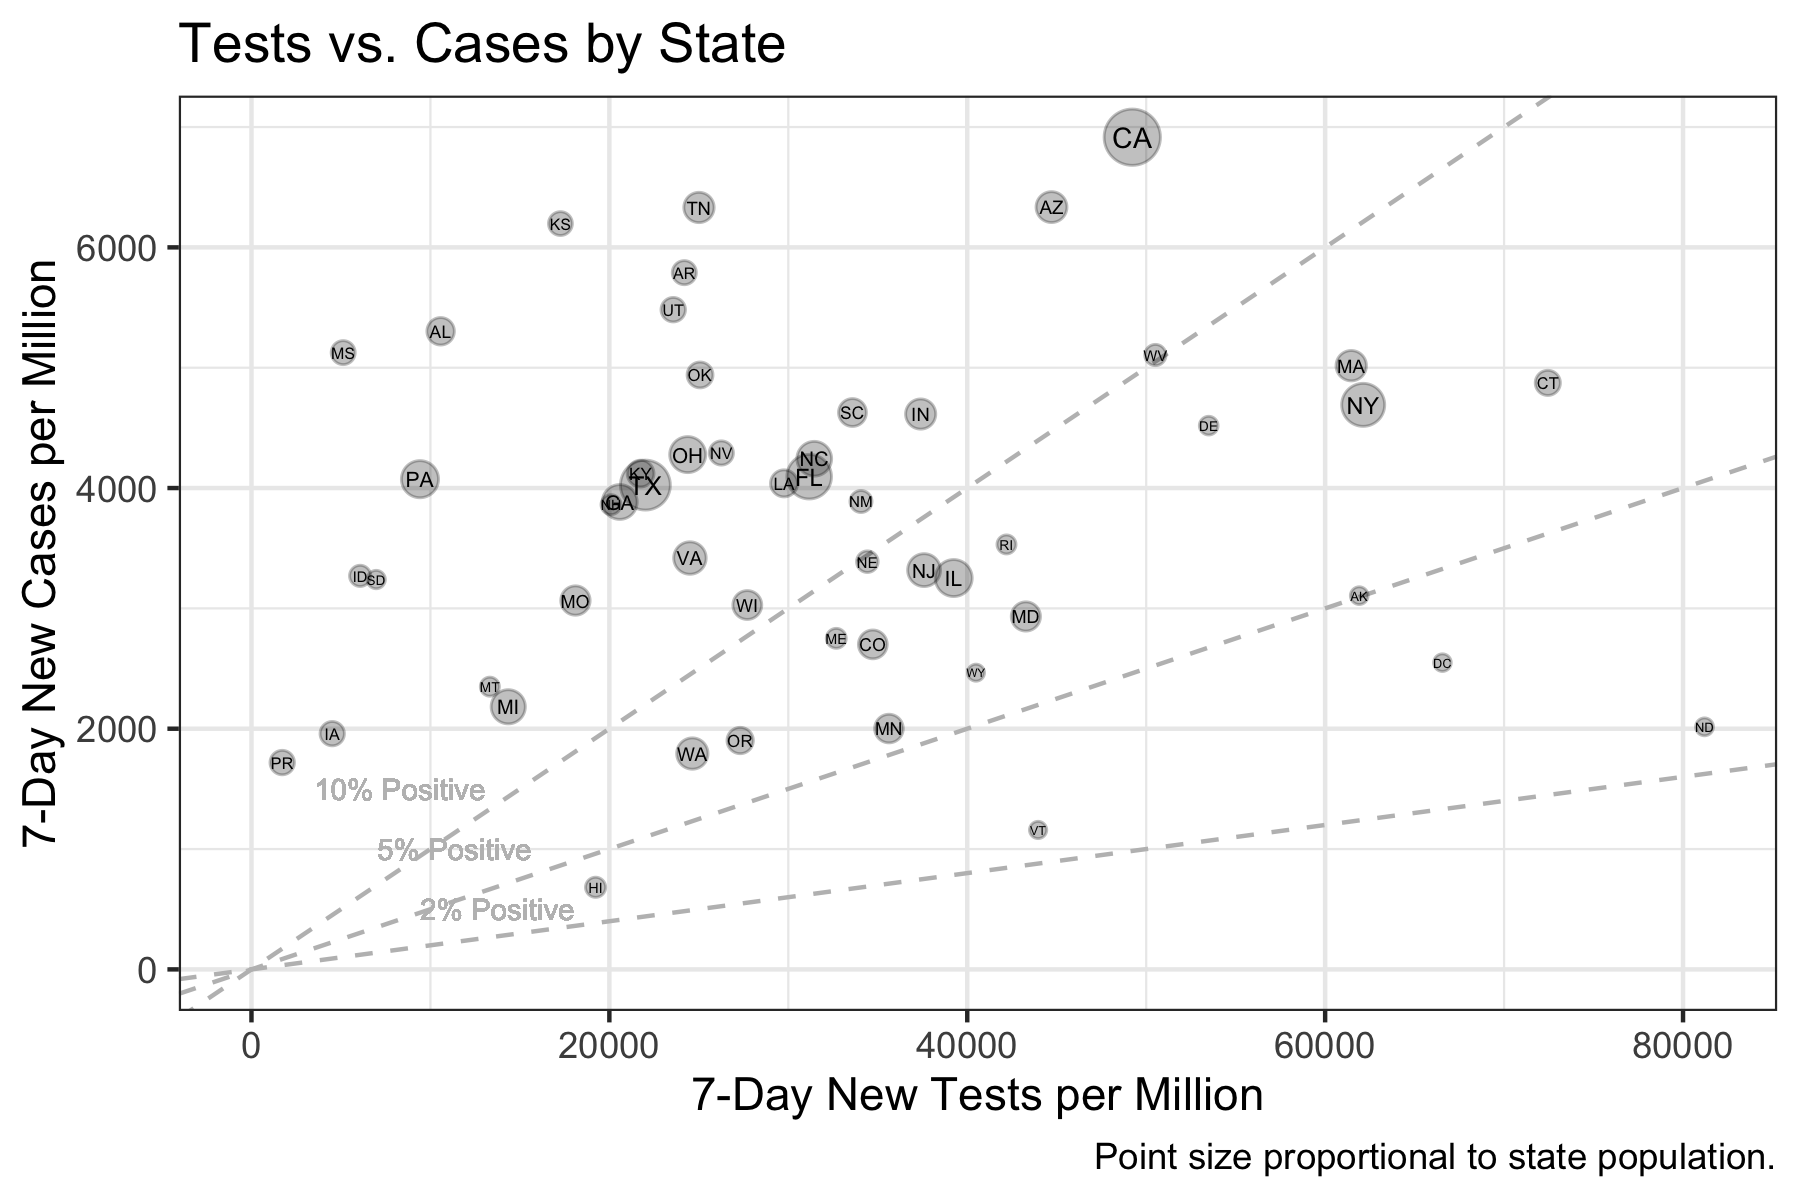 Tests vs. Cases by State
7-Day New Cases per Million
6000
4000
2000
0
CA
TN
AZ
KS
AR
UT
AL
MS
WV
OK
MA
CT
NY
SC
IN
DE
OH
NV
NC
KY
PA
FL
TX
LA
NH
GA
NM
RI
VA
NE
NJ
IL
ID
SD
AK
MO
WI
MD
ME
CO
DC
WY
MT
MI
MN
ND
IA
OR
WA
PR
10% Positive
5% Positive
VT
HI
2% Positive
0
20000
40000
60000
80000
7-Day New Tests per Million
Point size proportional to state population.